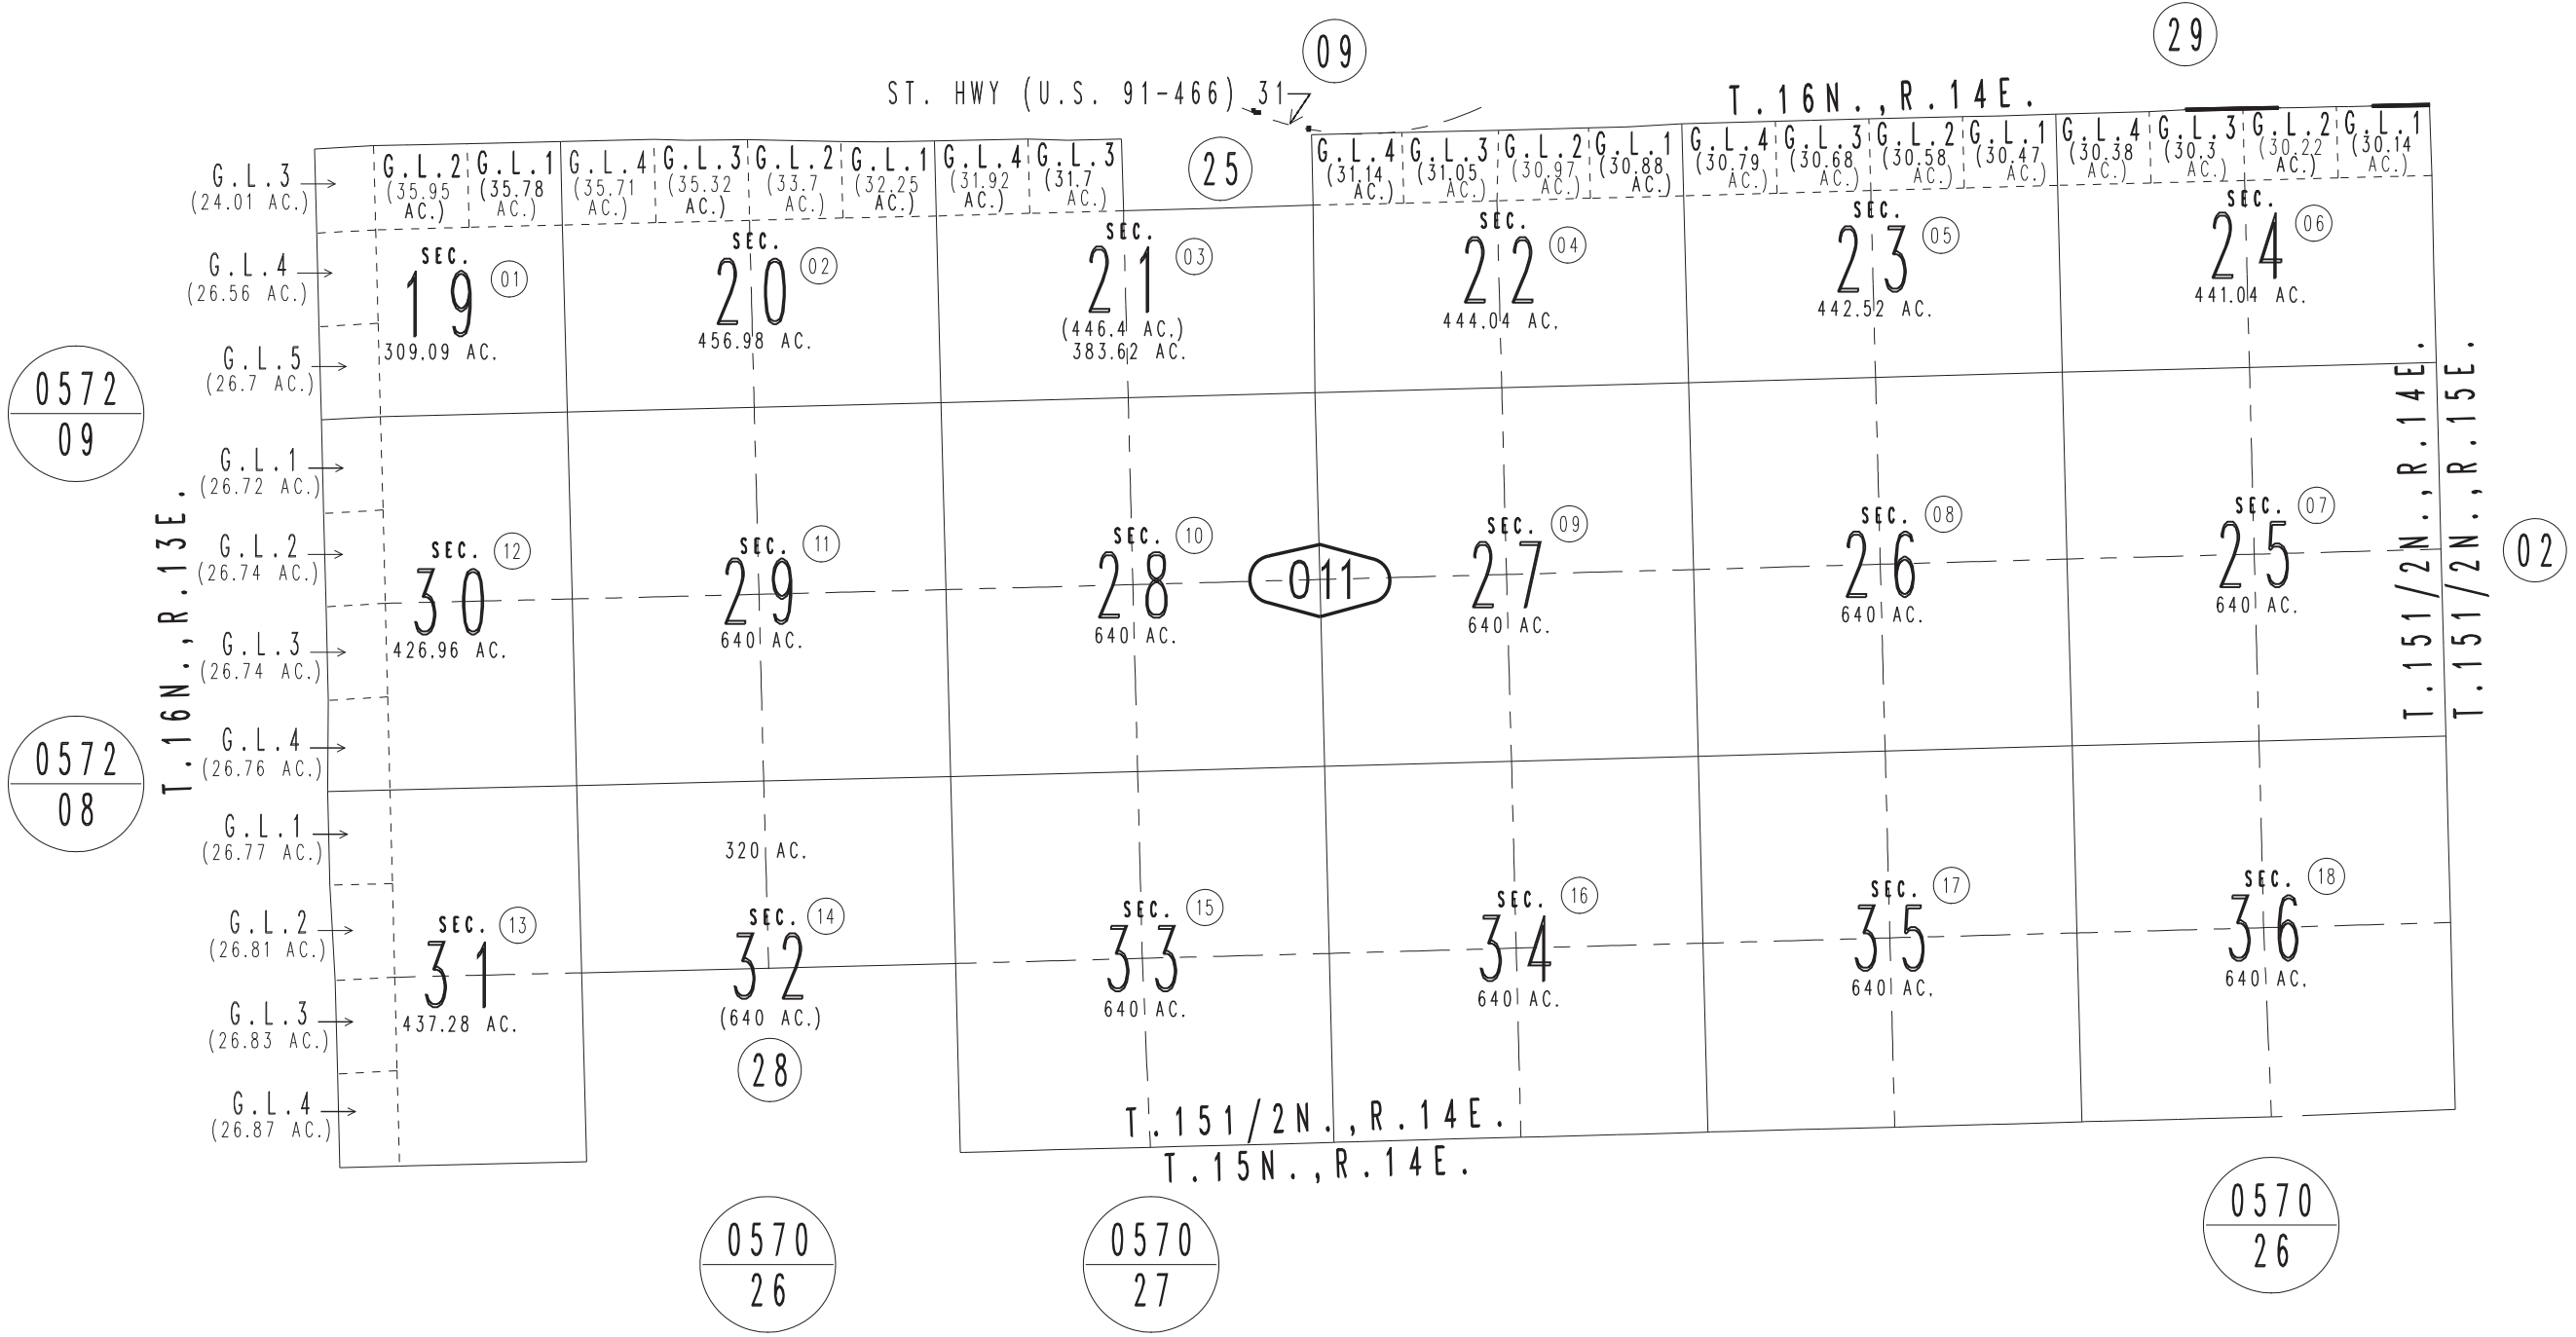 09
29
ST. HWY (U.S. 91-466) 31
T.16N.,R.14E.
25
G.L.3
(24.01 AC.)
G.L.2
(35.95
AC.)
G.L.1
(35.78
AC.)
G.L.4
(35.71
AC.)
G.L.3
(35.32
AC.)
G.L.2
(33.7
AC.)
G.L.1
(32.25
AC.)
G.L.4
(31.92
AC.)
G.L.3
(31.7
AC.)
G.L.4
(31.14
AC.)
G.L.3
(31.05
AC.)
G.L.2
(30.97
AC.)
G.L.1
(30.88
AC.)
G.L.4
(30.79
AC.)
G.L.3
(30.68
AC.)
G.L.2
(30.58
AC.)
G.L.1
(30.47
AC.)
G.L.4
(30.38
AC.)
G.L.3
(30.3
AC.)
G.L.2
(30.22
AC.)
G.L.1
(30.14
AC.)
G.L.4
(26.56 AC.)
G.L.5
(26.7 AC.)
SEC.
19
01
309.09 AC.
SEC.
20
02
456.98 AC.
SEC.
21
03
(446.4 AC.)
383.62 AC.
SEC.
22
04
444.04 AC.
SEC.
23
05
442.52 AC.
SEC.
24
06
441.04 AC.
0572
09
T.16N.,R.13E.
G.L.1
(26.72 AC.)
G.L.2
(26.74 AC.)
G.L.3
(26.74 AC.)
G.L.4
(26.76 AC.)
SEC.
30
12
426.96 AC.
SEC.
29
11
640 AC.
SEC.
28
10
640 AC.
011
SEC.
27
09
640 AC.
SEC.
26
08
640 AC.
SEC.
25
07
640 AC.
T.151/2N.,R.14E.
T.151/2N.,R.15E.
02
0572
08
G.L.1
(26.77 AC.)
G.L.2
(26.81 AC.)
G.L.3
(26.83 AC.)
G.L.4
(26.87 AC.)
SEC.
31
13
437.28 AC.
320 AC.
SEC.
32
14
(640 AC.)
28
SEC.
33
15
640 AC.
SEC.
34
16
640 AC.
SEC.
35
17
640 AC.
SEC.
36
18
640 AC.
T.151/2N.,R.14E.
T.15N.,R.14E.
0570
26
0570
27
0570
26